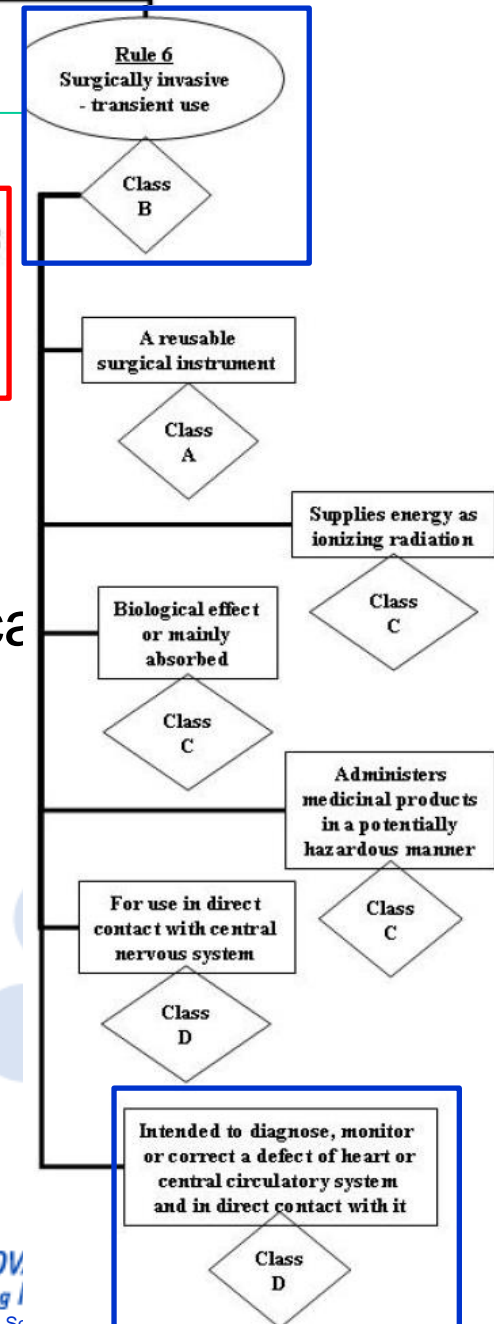 Rule 6
Surgically invasive
- transient use
Class
B
A reusable
surgical instrument
Class
A
Supplies energy as
ionizing radiation
Class
C
Biological effect
or mainly
absorbed
Class
C
Administers
medicinal products
in a potentially
hazardous manner
Class
C
For use in direct
contact with central
nervous system
Class
D
Intended to diagnose, monitor
or correct a defect of heart or
central circulatory system
and in direct contact with it
Class
D